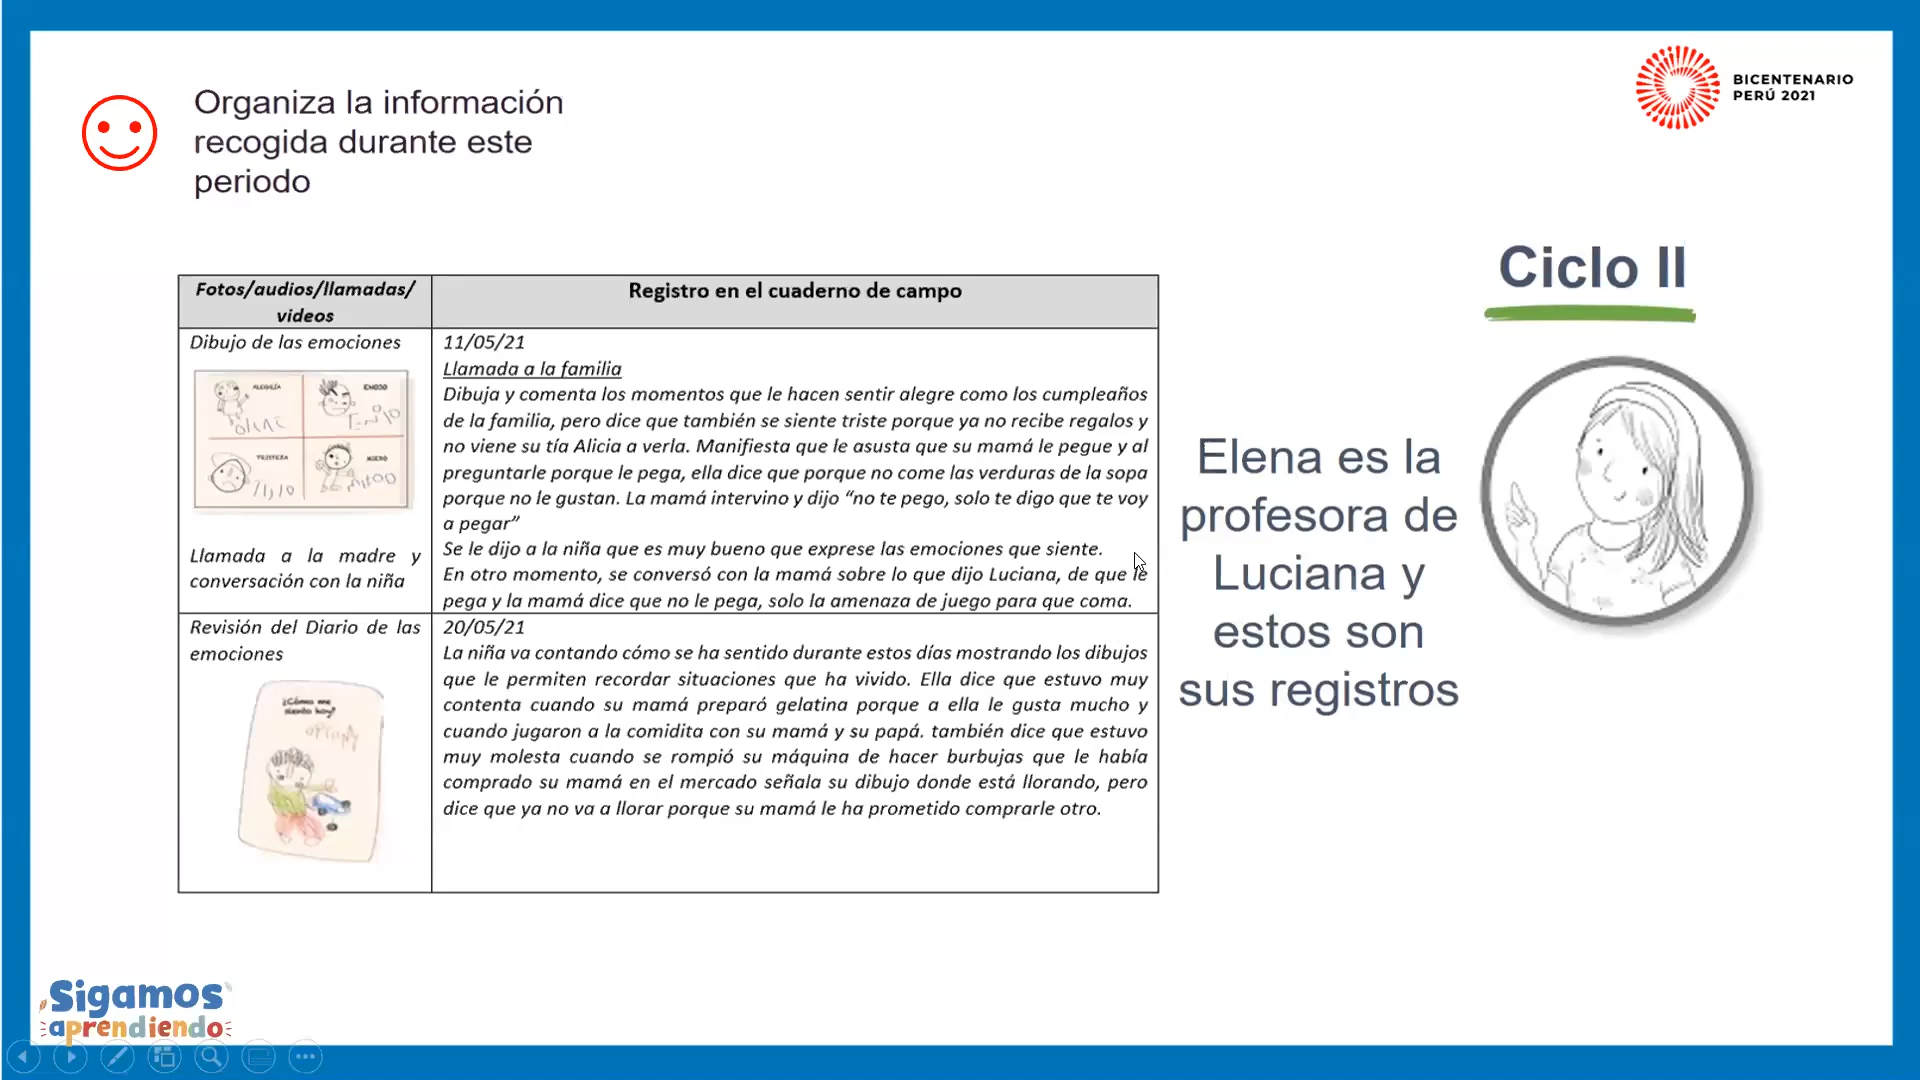 Organiza la información
recogida durante este
periodo
BICENTENARIO
PERÚ 2021
Ciclo II
Fotos/audios/llamadas/
videos
Registro en el cuaderno de campo
Dibujo de las emociones
ALEGRÍA
ENOJO
TRISTEZA
MIEDO
Llamada a la madre y
conversación con la niña
11/05/21
Llamada a la familia
Dibuja y comenta los momentos que le hacen sentir alegre como los cumpleaños
de la familia, pero dice que también se siente triste porque ya no recibe regalos y
no viene su tía Alicia a verla. Manifiesta que le asusta que su mamá le pegue y al
preguntarle porque le pega, ella dice que porque no come las verduras de la sopa
porque no le gustan. La mamá intervino y dijo “no te pego, solo te digo que te voy
a pegar”
Se le dijo a la niña que es muy bueno que exprese las emociones que siente.
En otro momento, se conversó con la mamá sobre lo que dijo Luciana, de que le
pega y la mamá dice que no le pega, solo la amenaza de juego para que coma.
Revisión del Diario de las
emociones
¿Cómo me
siento hoy?
20/05/21
La niña va contando cómo se ha sentido durante estos días mostrando los dibujos
que le permiten recordar situaciones que ha vivido. Ella dice que estuvo muy
contenta cuando su mamá preparó gelatina porque a ella le gusta mucho y
cuando jugaron a la comidita con su mamá y su papá. también dice que estuvo
muy molesta cuando se rompió su máquina de hacer burbujas que le había
comprado su mamá en el mercado señala su dibujo donde está llorando, pero
dice que ya no va a llorar porque su mamá le ha prometido comprarle otro.
Elena es la
profesora de
Luciana y
estos son
sus registros
Sigamos
aprendiendo